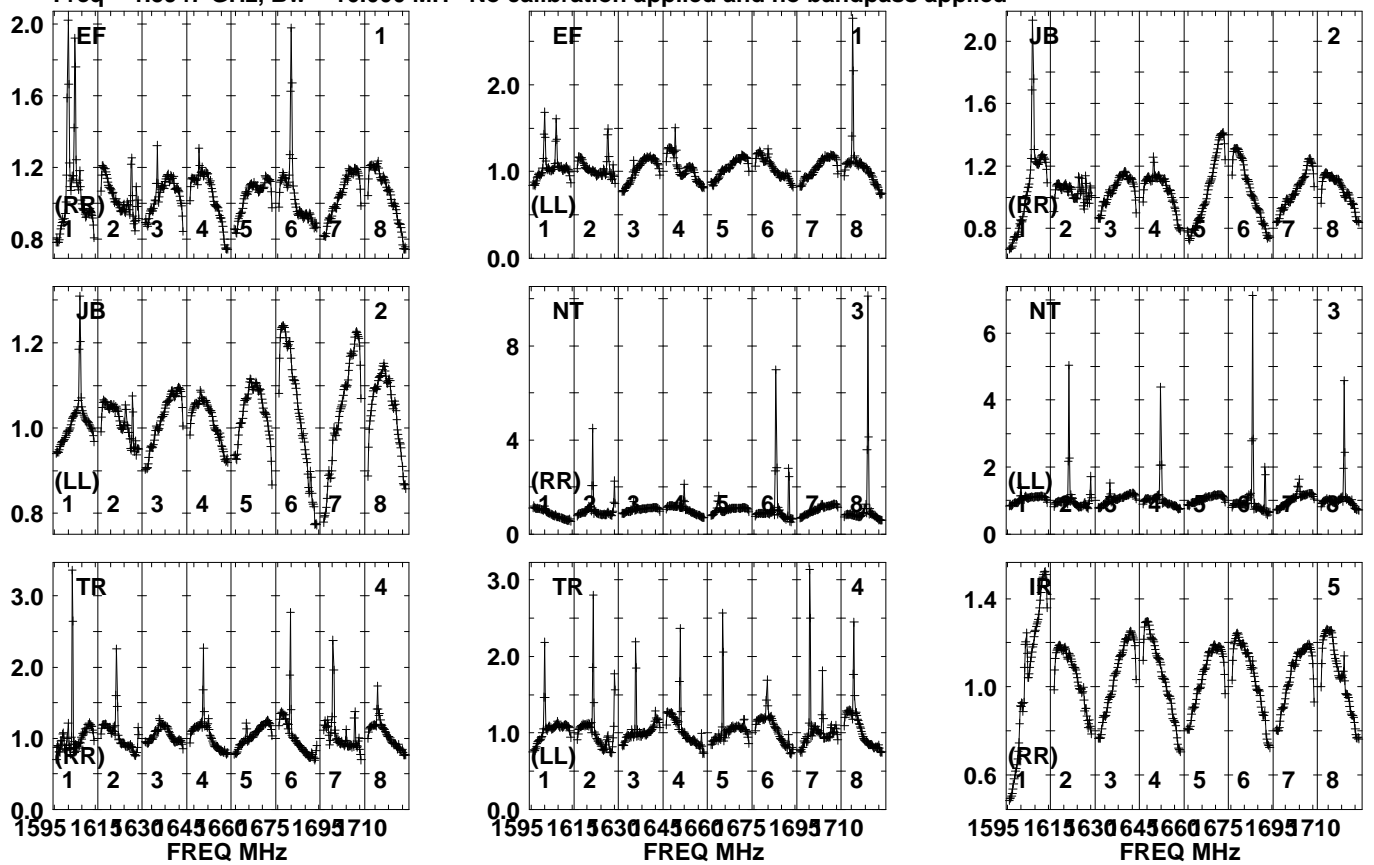 No calibration applied and no bandpass applied
2.0 EF 1
1.6
1.2
(RR)
0.8 1 2 3 4 5 6 7 8
EF 1
2.0
1.0
(LL)
1 2 3 4 5 6 7 8
0.0
JB 2
2.0
1.6
1.2
1.0
(RR)
0.8 1 2 3 4 5 6 7 8
JB 2
1.2
1.0
(LL)
0.8 1 2 3 4 5 6 7 8
NT 3
8
4
(RR)
1 2 3 4 5 6 7 8
0
NT 3
6
4
2
(LL)
1 2 3 4 5 6 7 8
0
TR 4
3.0
2.0
1.0
(RR)
1 2 3 4 5 6 7 8
0.0
1595 1615 1630 1645 1660 1675 1695 1710
FREQ MHz
TR 4
3.0
2.0
1.0
(LL)
1 2 3 4 5 6 7 8
0.0
1595 1615 1630 1645 1660 1675 1695 1710
FREQ MHz
IR 5
1.4
1.0
(RR)
0.6 1 2 3 4 5 6 7 8
1595 1615 1630 1645 1660 1675 1695 1710
FREQ MHz